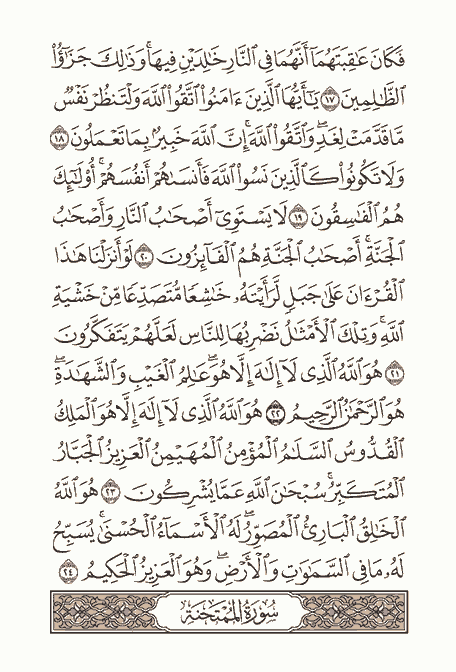 فَكَانَ عَٰقِبَتَهُمَآ أَنَّهُمَا فِى ٱلنَّارِ خَٰلِدَيْنِ فِيهَا ۚ وَذَٰلِكَ جَزَٰٓؤُا۟
ٱلظَّٰلِمِينَ ١٧ يَٰٓأَيُّهَا ٱلَّذِينَ ءَامَنُوا۟ ٱتَّقُوا۟ ٱللَّهَ وَلْتَنظُرْ نَفْسٌ
مَّا قَدَّمَتْ لِغَدٍ ۖ وَٱتَّقُوا۟ ٱللَّهَ ۚ إِنَّ ٱللَّهَ خَبِيرٌۢ بِمَا تَعْمَلُونَ ١٨
وَلَا تَكُونُوا۟ كَٱلَّذِينَ نَسُوا۟ ٱللَّهَ فَأَنسَىٰهُمْ أَنفُسَهُمْ ۚ أُو۟لَٰٓئِكَ
هُمُ ٱلْفَٰسِقُونَ ١٩ لَا يَسْتَوِىٓ أَصْحَٰبُ ٱلنَّارِ وَأَصْحَٰبُ
ٱلْجَنَّةِ ۚ أَصْحَٰبُ ٱلْجَنَّةِ هُمُ ٱلْفَآئِزُونَ ٢٠ لَوْ أَنزَلْنَا هَٰذَا
ٱلْقُرْءَانَ عَلَىٰ جَبَلٍ لَّرَأَيْتَهُۥ خَٰشِعًا مُّتَصَدِّعًا مِّنْ خَشْيَةِ
ٱللَّهِ ۚ وَتِلْكَ ٱلْأَمْثَٰلُ نَضْرِبُهَا لِلنَّاسِ لَعَلَّهُمْ يَتَفَكَّرُونَ
٢١ هُوَ ٱللَّهُ ٱلَّذِى لَآ إِلَٰهَ إِلَّا هُوَ ۖ عَٰلِمُ ٱلْغَيْبِ وَٱلشَّهَٰدَةِ ۖ
هُوَ ٱلرَّحْمَٰنُ ٱلرَّحِيمُ ٢٢ هُوَ ٱللَّهُ ٱلَّذِى لَآ إِلَٰهَ إِلَّا هُوَ ٱلْمَلِكُ
ٱلْقُدُّوسُ ٱلسَّلَٰمُ ٱلْمُؤْمِنُ ٱلْمُهَيْمِنُ ٱلْعَزِيزُ ٱلْجَبَّارُ
ٱلْمُتَكَبِّرُ ۚ سُبْحَٰنَ ٱللَّهِ عَمَّا يُشْرِكُونَ ٢٣ هُوَ ٱللَّهُ
ٱلْخَٰلِقُ ٱلْبَارِئُ ٱلْمُصَوِّرُ ۖ لَهُ ٱلْأَسْمَآءُ ٱلْحُسْنَىٰ ۚ يُسَبِّحُ
لَهُۥ مَا فِى ٱلسَّمَٰوَٰتِ وَٱلْأَرْضِ ۖ وَهُوَ ٱلْعَزِيزُ ٱلْحَكِيمُ ٢٤
سُورَةُ ٱلْمُمْتَحَنَةِ